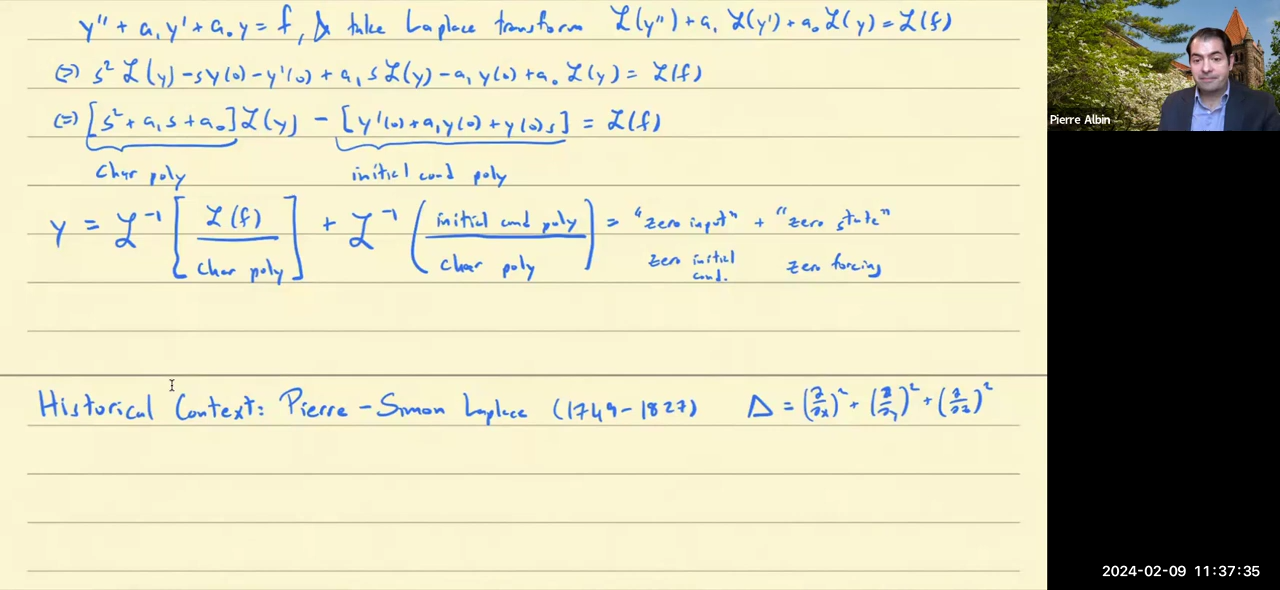 y'' + a₁y' + a₀y = f, & take Laplace transform ℒ(y'') + a₁ ℒ(y') + a₀ ℒ(y) = ℒ(f)
(=) s² ℒ(y) - sy(0) - y'(0) + a₁ s ℒ(y) - a₁ y(0) + a₀ ℒ(y) = ℒ(f)
(=) [s² + a₁s + a₀] ℒ(y) - [y'(0) + a₁y(0) + y(0)s] = ℒ(f)
char poly initial cond poly
y = ℒ⁻¹ [ ℒ(f) / char poly ] + ℒ⁻¹ ( initial cond poly / char poly ) = "zero input" + "zero state"
zero initial cond. zero forcing
Historical Context: Pierre-Simon Laplace (1749-1827) Δ = (∂/∂x)² + (∂/∂y)² + (∂/∂z)²
Pierre Albin
2024-02-09 11:37:35